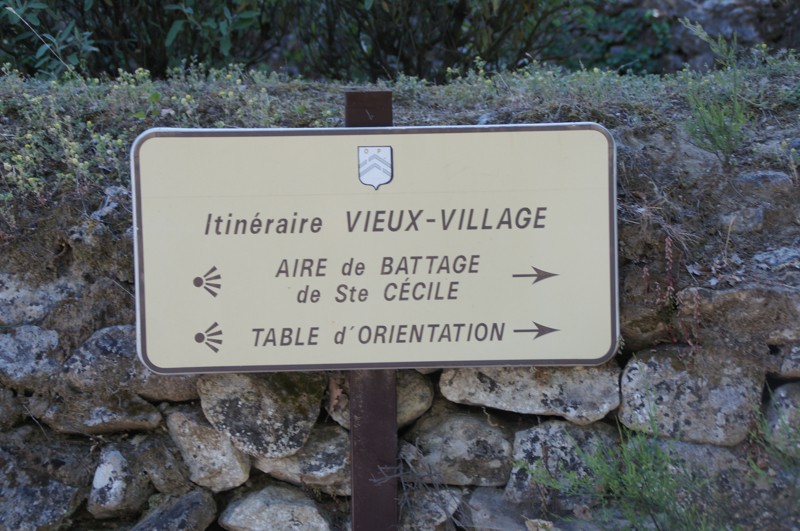 Itinéraire VIEUX-VILLAGE
AIRE de BATTAGE
de Ste CÉCILE
TABLE d'ORIENTATION